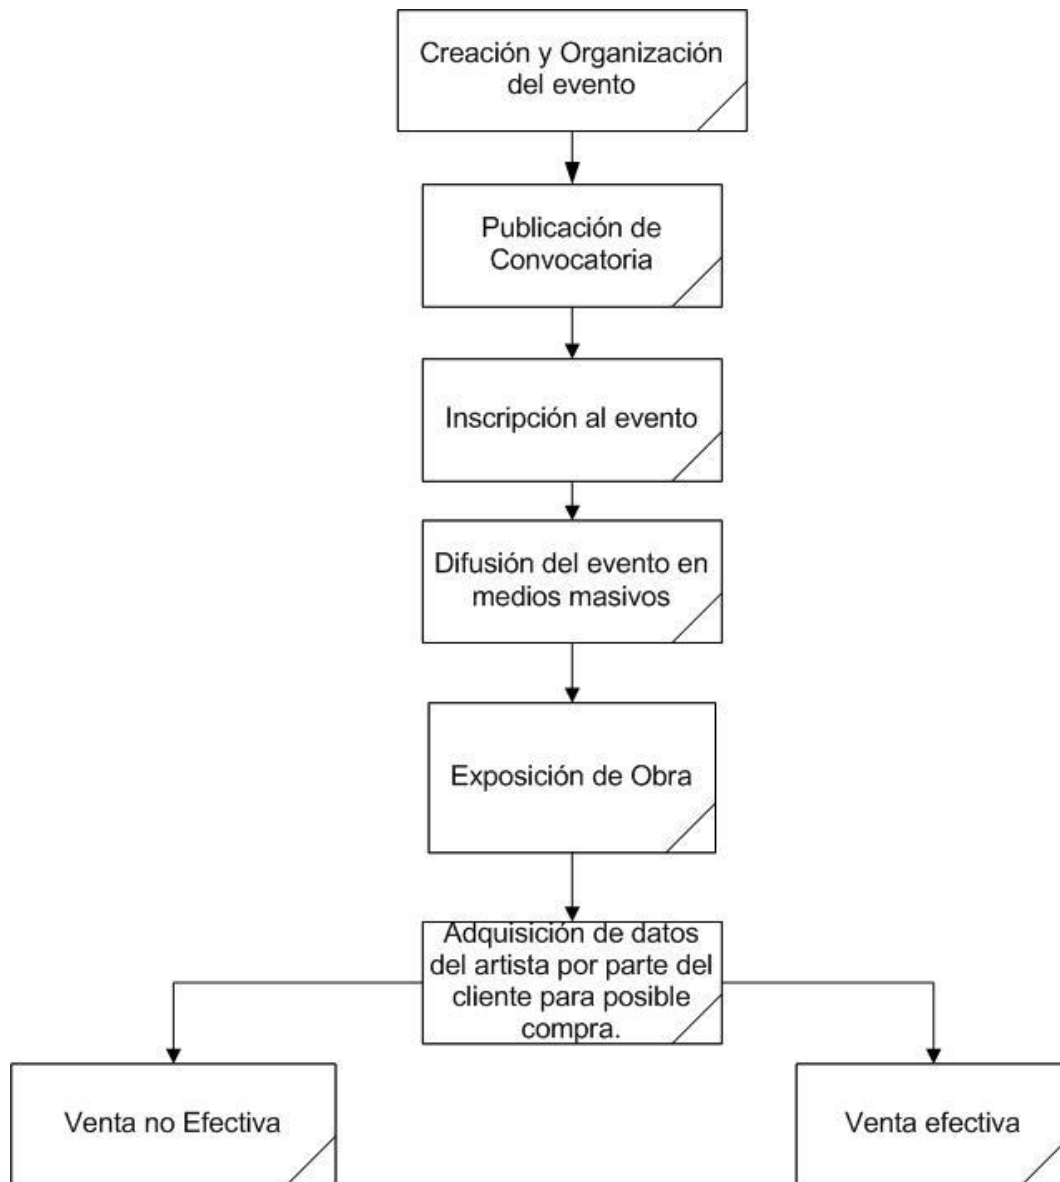 Creación y Organización
del evento
Publicación de
Convocatoria
Inscripción al evento
Difusión del evento en
medios masivos
Exposición de Obra
Adquisición de datos
del artista por parte del
cliente para posible
compra.
Venta no Efectiva
Venta efectiva